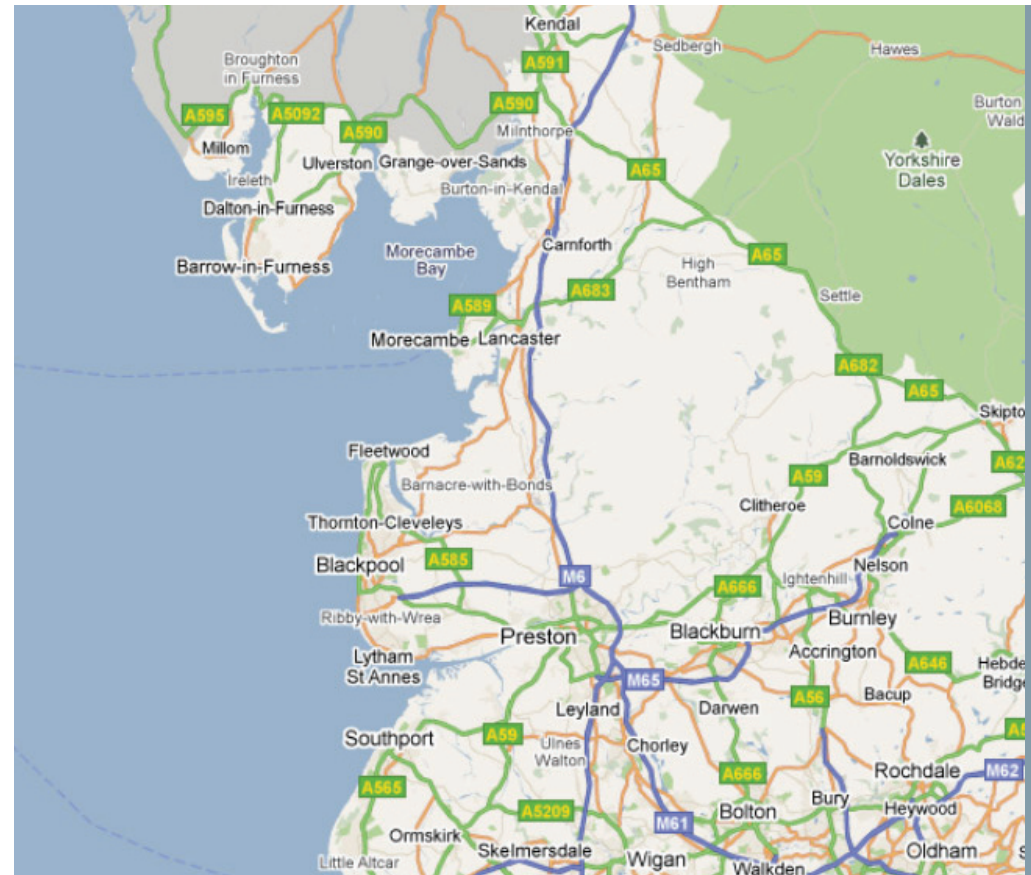 Kendal
Sedbergh
Hawes
Broughton
in Furness
A591
A590
A595
A5092
A590
Burton
Wald
Milnthorpe
Millom
Ulverston
Grange-over-Sands
A65
Yorkshire
Dales
Ireleth
Burton-in-Kendal
Dalton-in-Furness
Morecambe
Bay
Carnforth
A65
Barrow-in-Furness
High
Bentham
A683
Settle
A589
Morecambe
Lancaster
A682
A65
Skipto
Fleetwood
Barnoldswick
A62
Barnacre-with-Bonds
A59
Clitheroe
A6068
Thornton-Cleveleys
Colne
Blackpool
A585
M6
Nelson
Ightenhill
A666
Ribby-with-Wrea
Burnley
Preston
Blackburn
Accrington
Lytham
St Annes
A646
Hebde
Bridge
M65
A56
Bacup
Leyland
Darwen
Southport
A59
Ulnes
Walton
Chorley
A5
A666
Rochdale
M62
A565
Bury
A5209
Bolton
Heywood
M61
Ormskirk
Skelmersdale
Oldham
Little Altcar
Wigan
Walkden
S